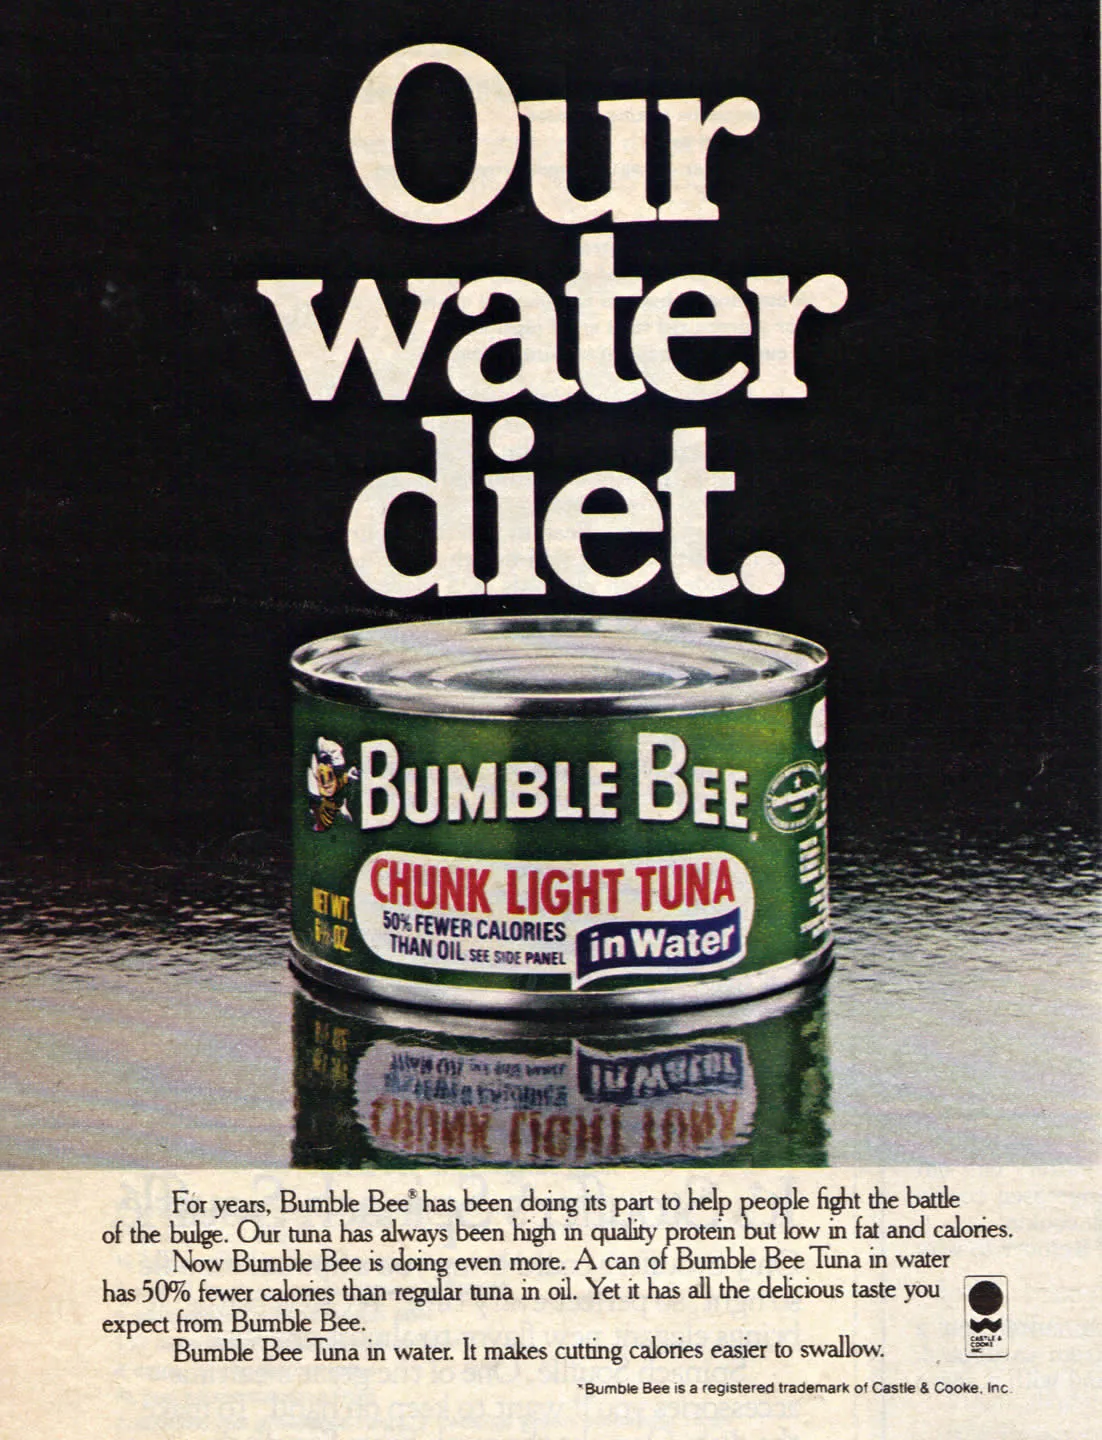 Our
water
diet.
BUMBLE BEE
CHUNK LIGHT TUNA
50% FEWER CALORIES
THAN OIL SEE SIDE PANEL
in Water
NET WT.
6½ OZ.
For years, Bumble Bee® has been doing its part to help people fight the battle
of the bulge. Our tuna has always been high in quality protein but low in fat and calories.
Now Bumble Bee is doing even more. A can of Bumble Bee Tuna in water
has 50% fewer calories than regular tuna in oil. Yet it has all the delicious taste you
expect from Bumble Bee.
Bumble Bee Tuna in water. It makes cutting calories easier to swallow.
CASTLE &
COOKE
INC.
*Bumble Bee is a registered trademark of Castle & Cooke, Inc.